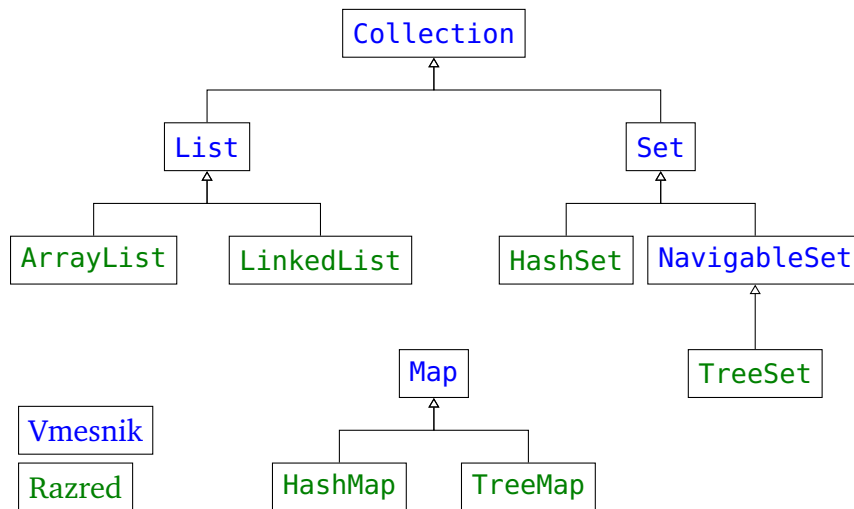 Collection
List
Set
ArrayList
LinkedList
HashSet
NavigableSet
Map
TreeSet
Vmesnik
Razred
HashMap
TreeMap